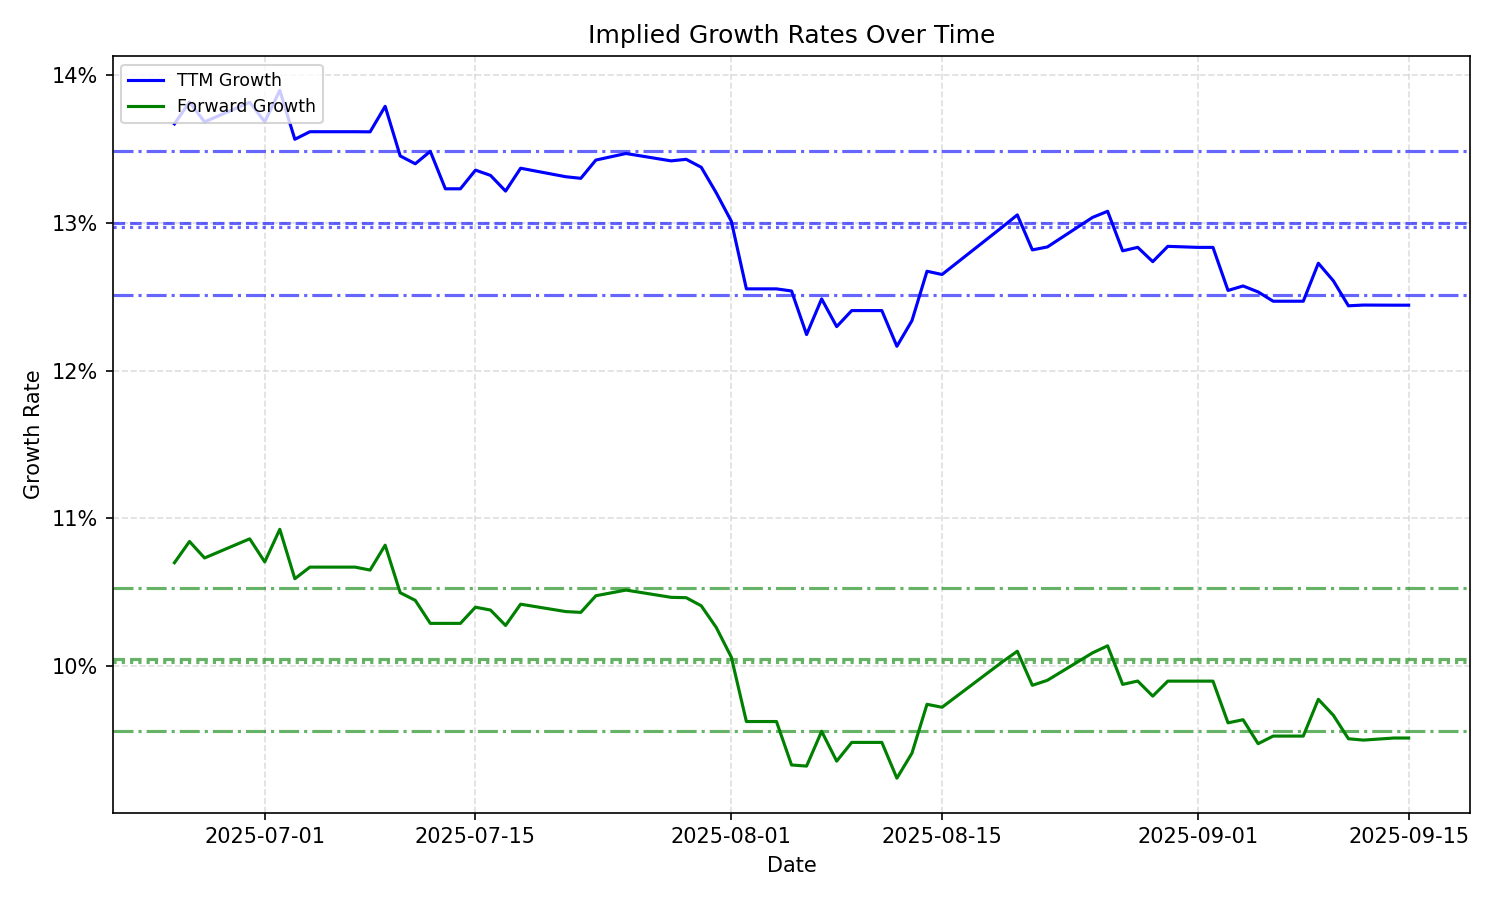 Implied Growth Rates Over Time
TTM Growth
Forward Growth
14%
13%
12%
11%
10%
Growth Rate
2025-07-01
2025-07-15
2025-08-01
2025-08-15
2025-09-01
2025-09-15
Date